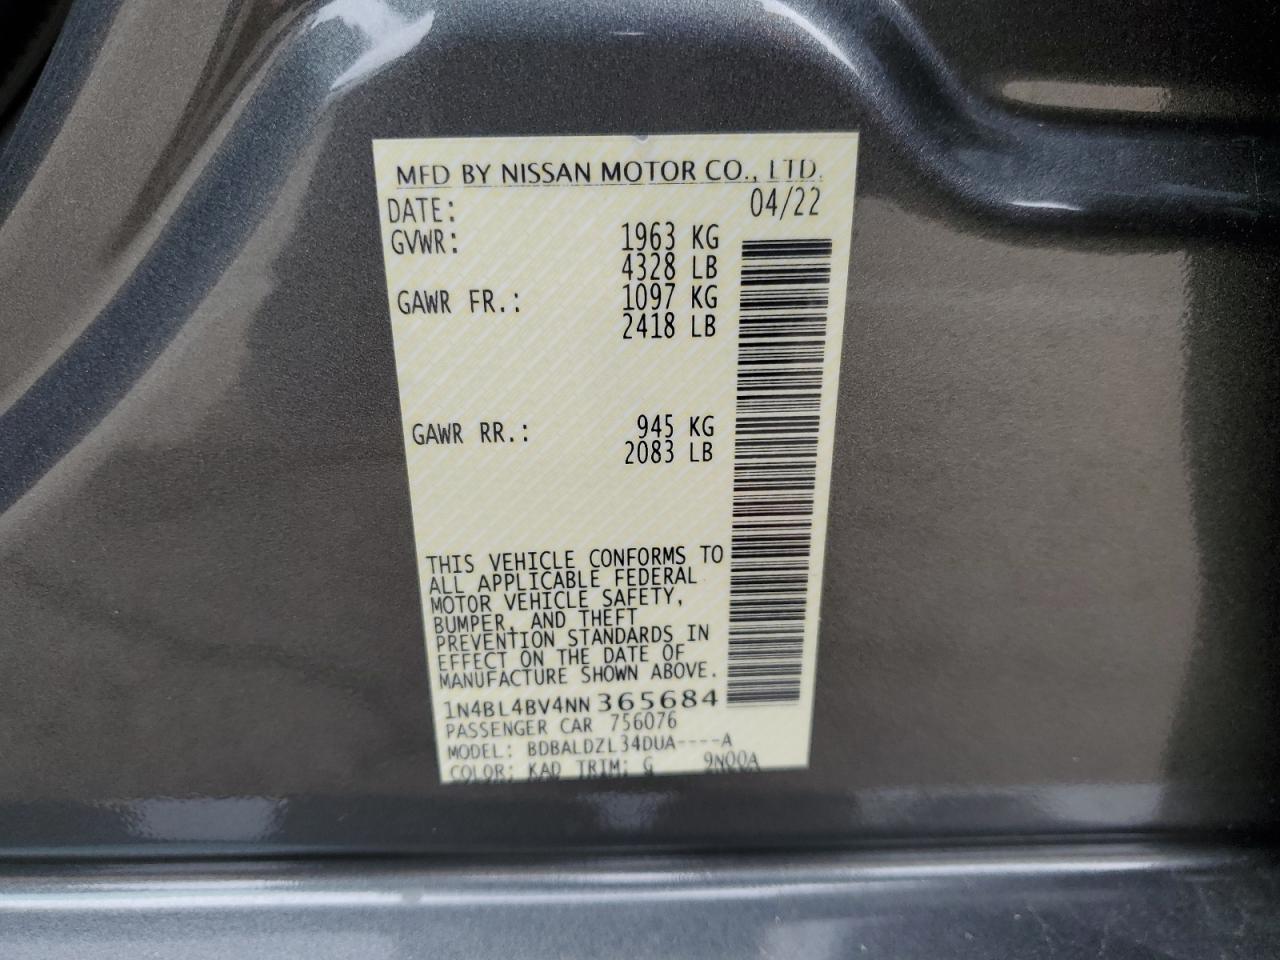 MFD BY NISSAN MOTOR CO., LTD.
DATE: 04/22
GVWR: 1963 KG
4328 LB
GAWR FR.: 1097 KG
2418 LB
GAWR RR.: 945 KG
2083 LB
THIS VEHICLE CONFORMS TO
ALL APPLICABLE FEDERAL
MOTOR VEHICLE SAFETY,
BUMPER, AND THEFT
PREVENTION STANDARDS IN
EFFECT ON THE DATE OF
MANUFACTURE SHOWN ABOVE.
1N4BL4BV4NN365684
PASSENGER CAR 756076
MODEL: BDBALDZL34DUA----A
COLOR: KAD TRIM: G 9N00A